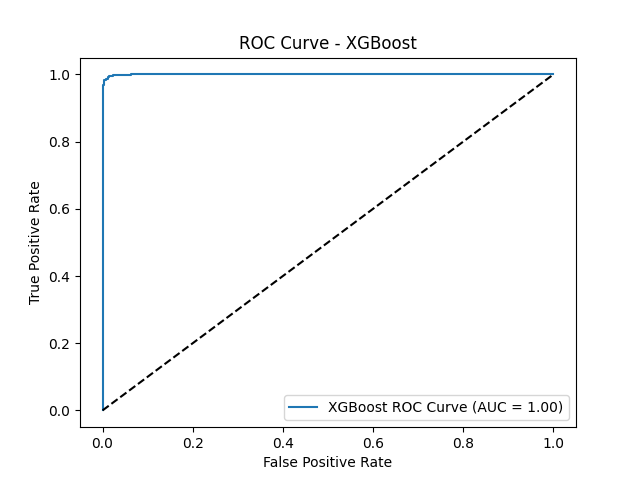 ROC Curve - XGBoost
1.0
0.8
0.6
0.4
0.2
0.0
True Positive Rate
XGBoost ROC Curve (AUC = 1.00)
0.0 0.2 0.4 0.6 0.8 1.0
False Positive Rate